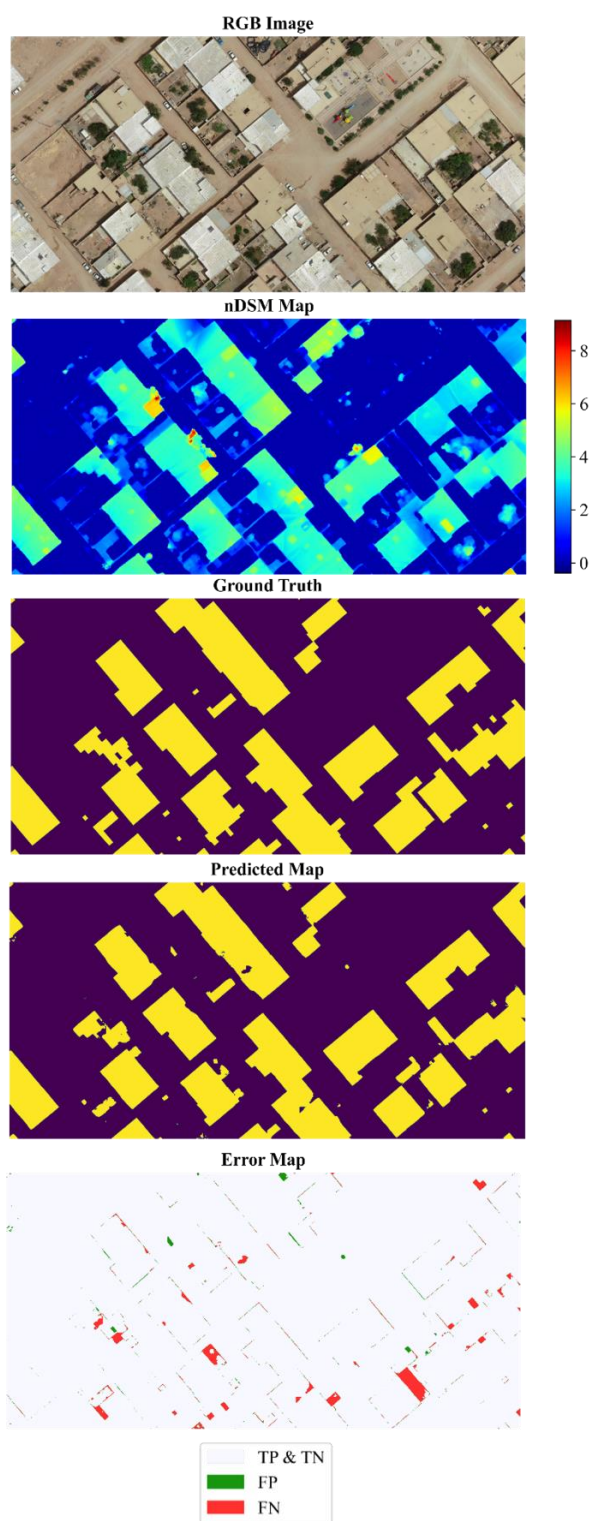 RGB Image
nDSM Map
8
6
4
2
0
Ground Truth
Predicted Map
Error Map
TP & TN
FP
FN